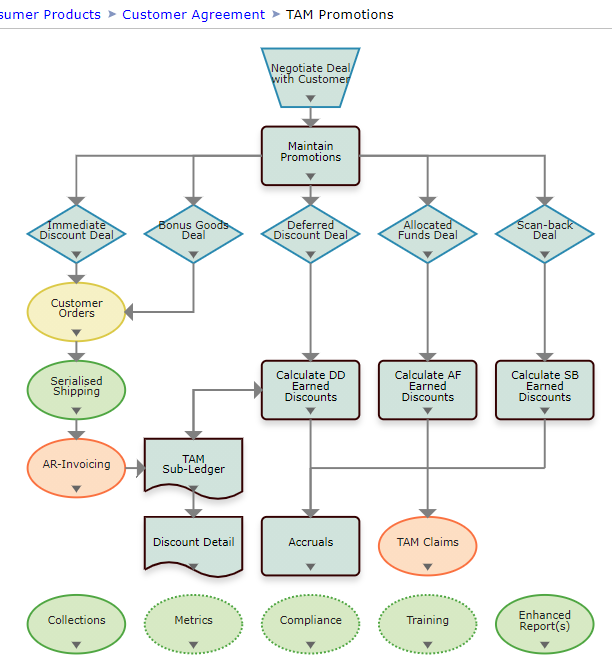 sumer Products > Customer Agreement > TAM Promotions
Negotiate Deal
with Customer
Maintain
Promotions
Immediate
Discount Deal
Bonus Goods
Deal
Deferred
Discount Deal
Allocated
Funds Deal
Scan-back
Deal
Customer
Orders
Serialised
Shipping
Calculate DD
Earned
Discounts
Calculate AF
Earned
Discounts
Calculate SB
Earned
Discounts
AR-Invoicing
TAM
Sub-Ledger
Discount Detail
Accruals
TAM Claims
Collections
Metrics
Compliance
Training
Enhanced
Report(s)